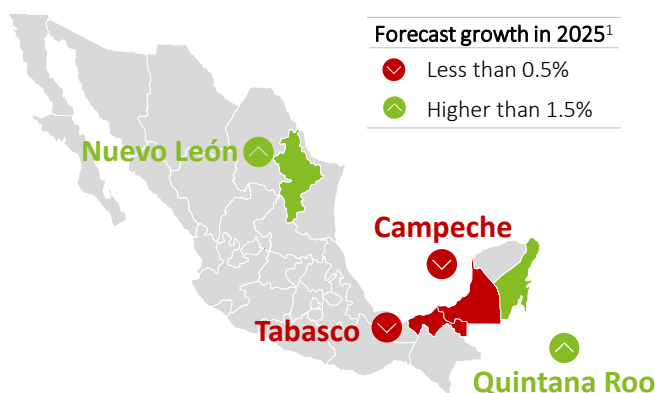 Forecast growth in 2025¹
Less than 0.5%
Higher than 1.5%
Nuevo León
Campeche
Tabasco
Quintana Roo